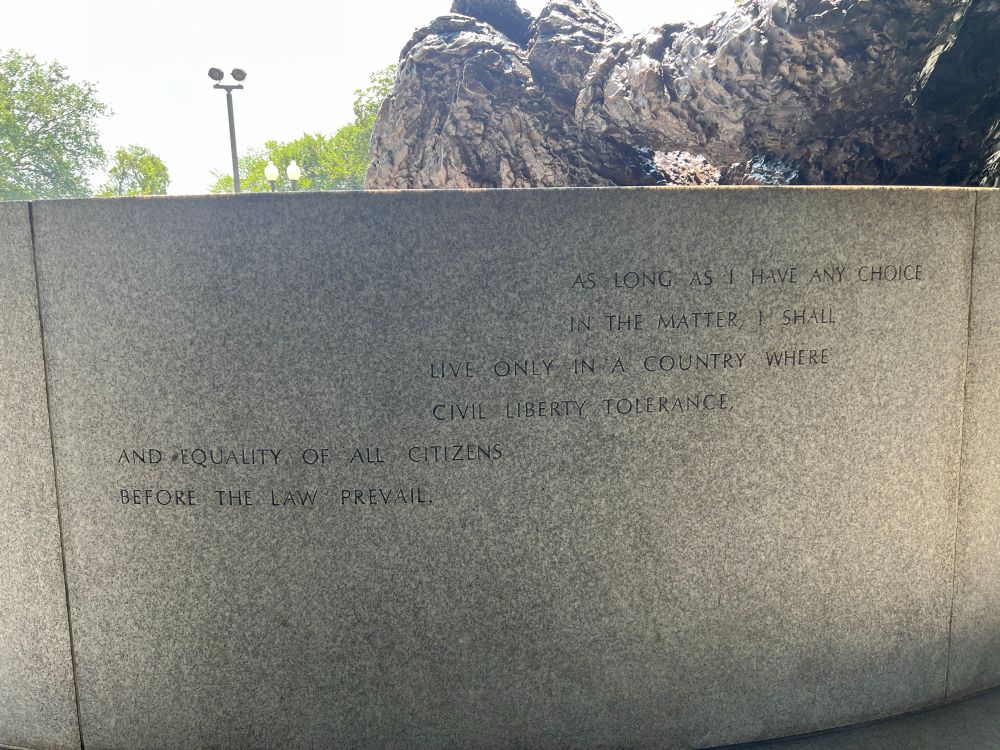 AS LONG AS I HAVE ANY CHOICE
IN THE MATTER, I SHALL
LIVE ONLY IN A COUNTRY WHERE
CIVIL LIBERTY TOLERANCE,
AND EQUALITY OF ALL CITIZENS
BEFORE THE LAW PREVAIL.